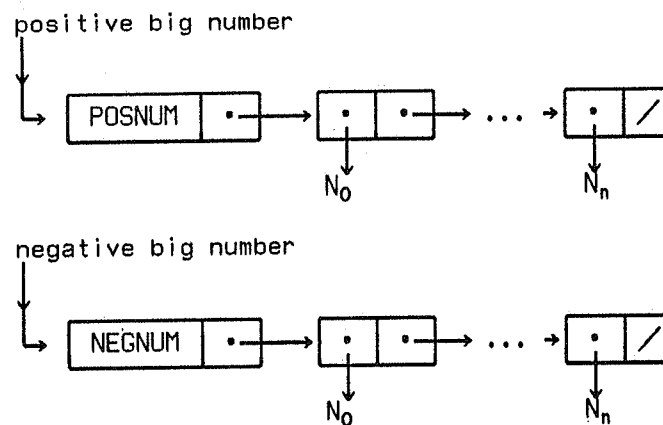 positive big number
POSNUM ...
N0 Nn
negative big number
NEGNUM ...
N0 Nn